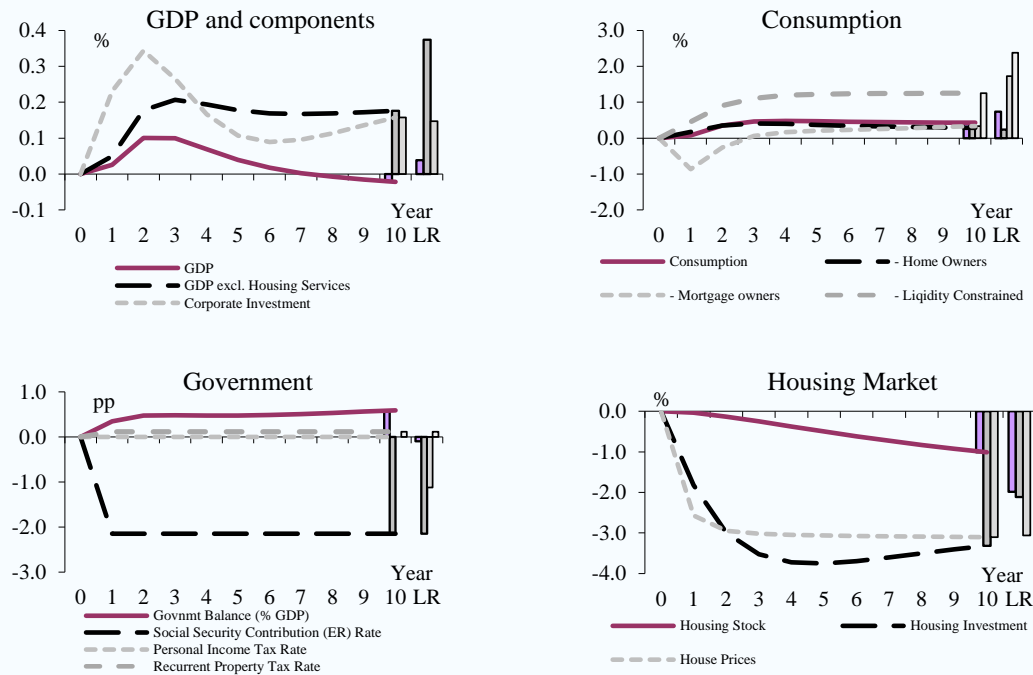 GDP and components
%
0.4
0.3
0.2
0.1
0.0
-0.1
Year
0 1 2 3 4 5 6 7 8 9 10 LR
GDP
GDP excl. Housing Services
Corporate Investment
Consumption
%
3.0
2.0
1.0
0.0
-1.0
-2.0
Year
0 1 2 3 4 5 6 7 8 9 10 LR
Consumption
- Home Owners
- Mortgage owners
- Liqidity Constrained
Government
pp
1.0
0.0
-1.0
-2.0
-3.0
Year
0 1 2 3 4 5 6 7 8 9 10 LR
Govnmt Balance (% GDP)
Social Security Contribution (ER) Rate
Personal Income Tax Rate
Recurrent Property Tax Rate
Housing Market
%
0.0
-1.0
-2.0
-3.0
-4.0
Year
0 1 2 3 4 5 6 7 8 9 10 LR
Housing Stock
Housing Investment
House Prices